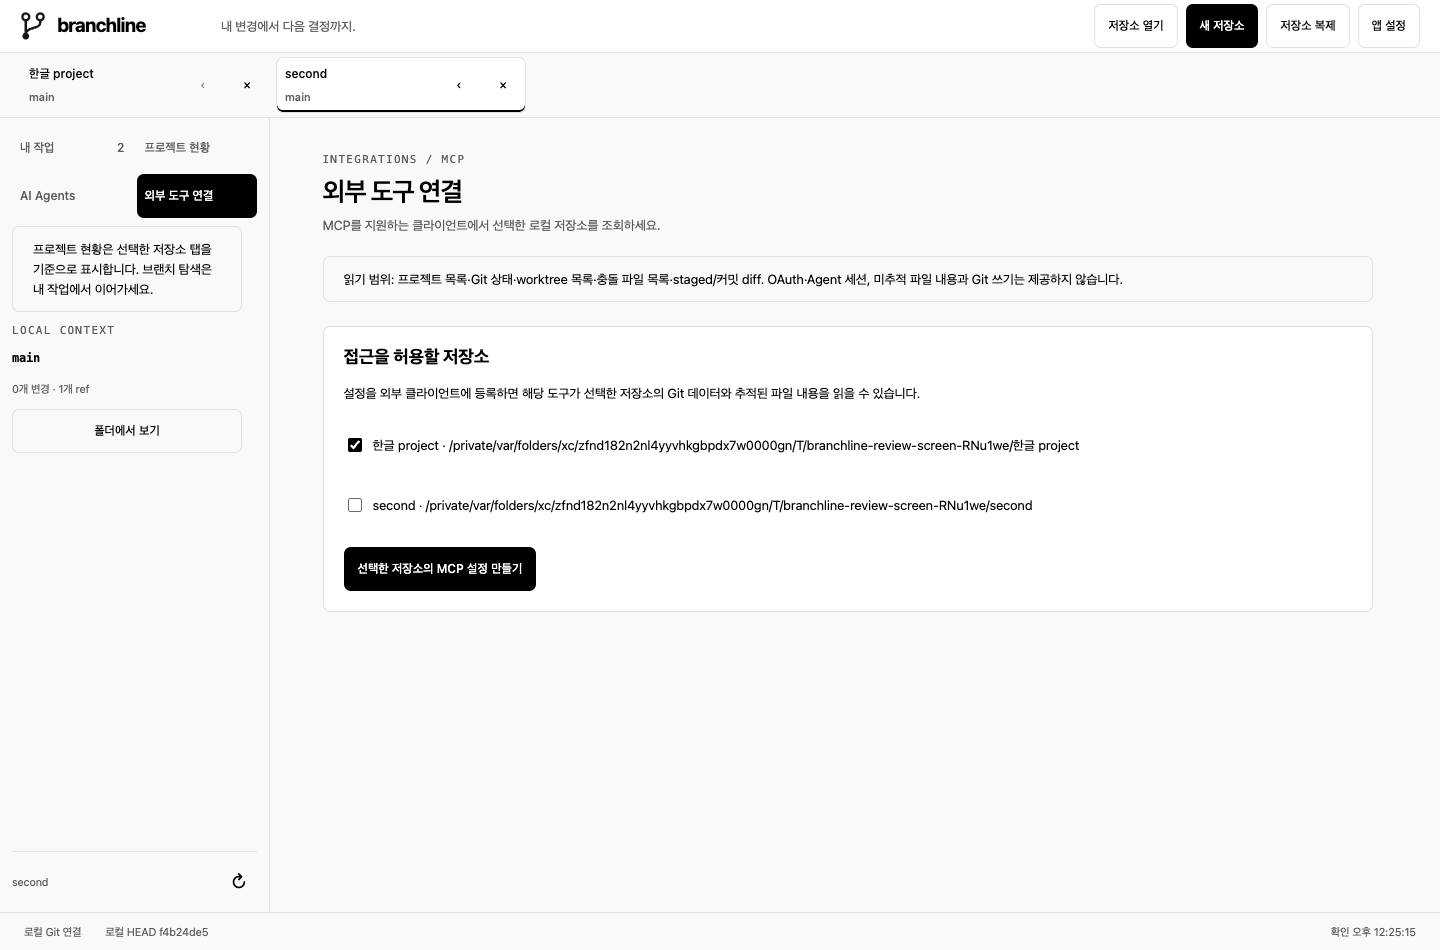 branchline
내 변경에서 다음 결정까지.
저장소 열기
새 저장소
저장소 복제
앱 설정
한글 project
main
‹
×
second
main
‹
×
내 작업 2
프로젝트 현황
AI Agents
외부 도구 연결
프로젝트 현황은 선택한 저장소 탭을
기준으로 표시합니다. 브랜치 탐색은
내 작업에서 이어가세요.
LOCAL CONTEXT
main
0개 변경 · 1개 ref
폴더에서 보기
second
INTEGRATIONS / MCP
외부 도구 연결
MCP를 지원하는 클라이언트에서 선택한 로컬 저장소를 조회하세요.
읽기 범위: 프로젝트 목록·Git 상태·worktree 목록·충돌 파일 목록·staged/커밋 diff. OAuth·Agent 세션, 미추적 파일 내용과 Git 쓰기는 제공하지 않습니다.
접근을 허용할 저장소
설정을 외부 클라이언트에 등록하면 해당 도구가 선택한 저장소의 Git 데이터와 추적된 파일 내용을 읽을 수 있습니다.
한글 project · /private/var/folders/xc/zfnd182n2nl4yyvhkgbpdx7w0000gn/T/branchline-review-screen-RNu1we/한글 project
second · /private/var/folders/xc/zfnd182n2nl4yyvhkgbpdx7w0000gn/T/branchline-review-screen-RNu1we/second
선택한 저장소의 MCP 설정 만들기
로컬 Git 연결
로컬 HEAD f4b24de5
확인 오후 12:25:15